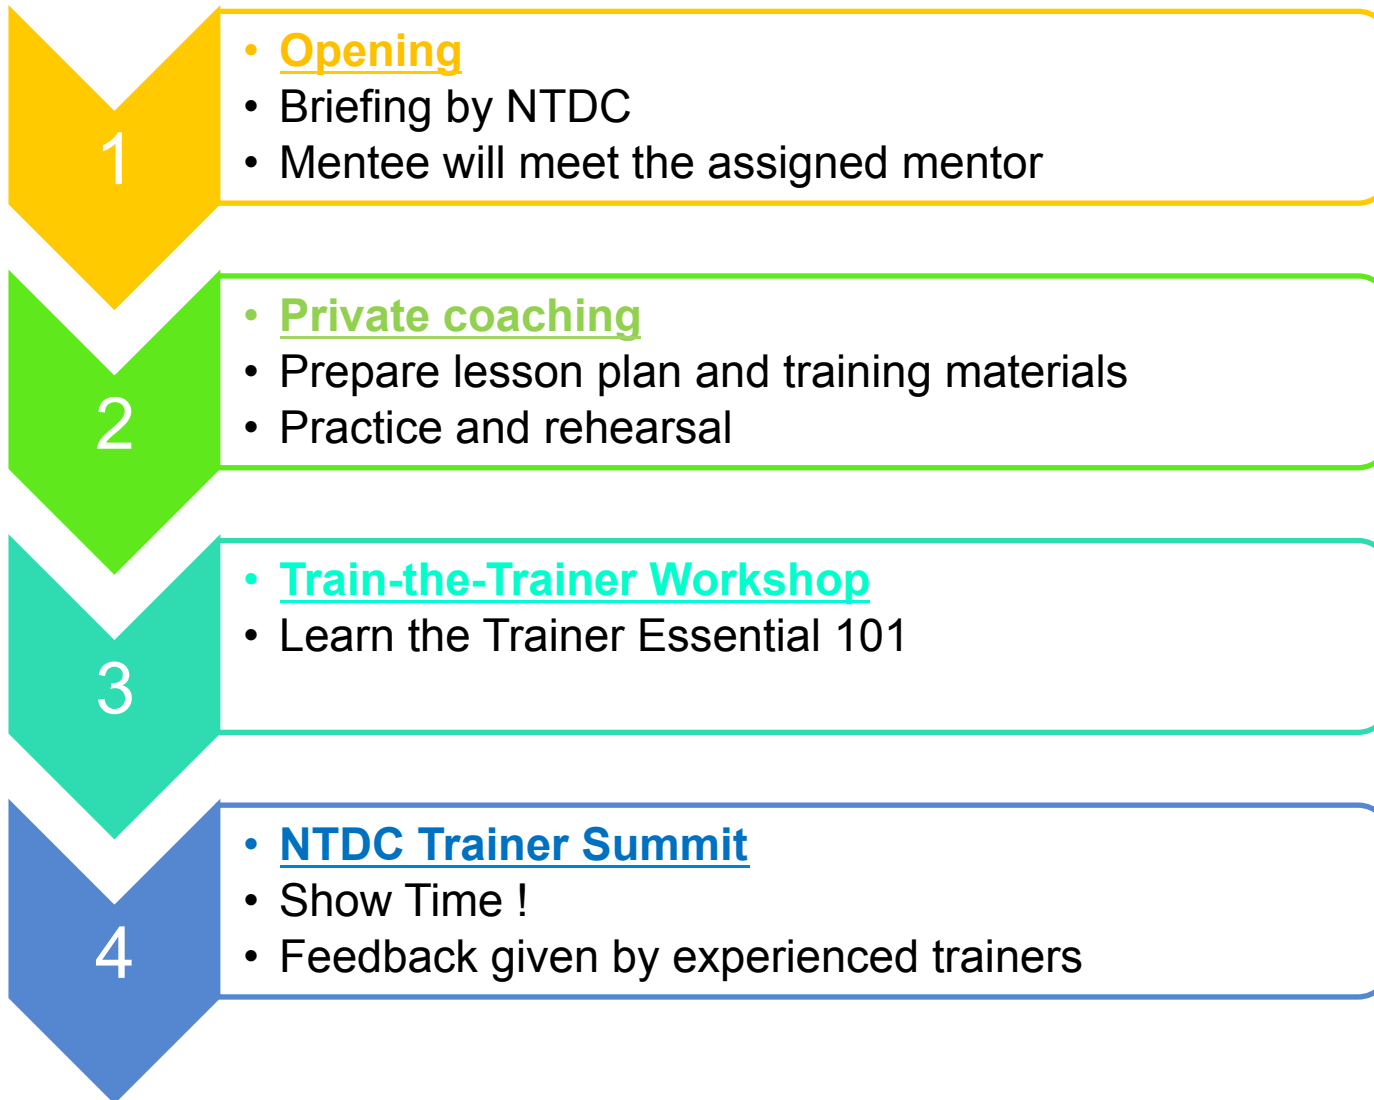 1
• Opening
• Briefing by NTDC
• Mentee will meet the assigned mentor
2
• Private coaching
• Prepare lesson plan and training materials
• Practice and rehearsal
3
• Train-the-Trainer Workshop
• Learn the Trainer Essential 101
4
• NTDC Trainer Summit
• Show Time !
• Feedback given by experienced trainers